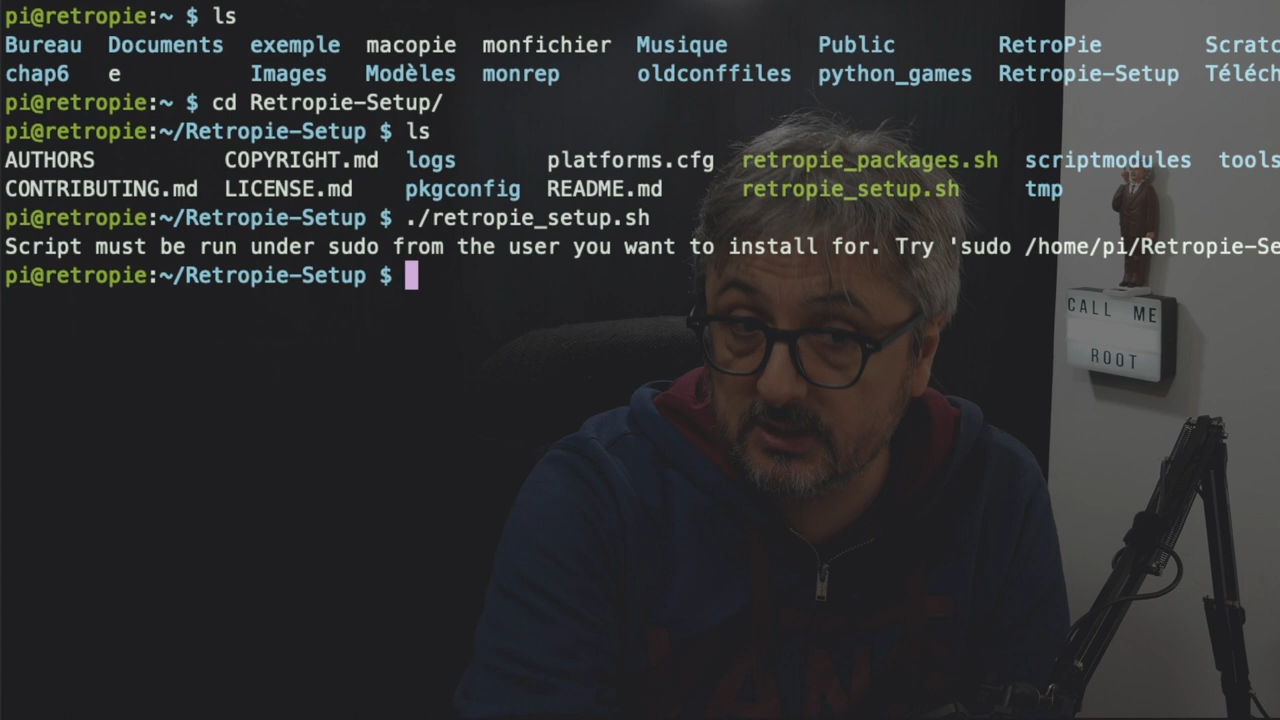 pi@retropie:~ $ ls
Bureau Documents exemple macopie monfichier Musique Public RetroPie Scratc
chap6 e Images Modèles monrep oldconffiles python_games Retropie-Setup Téléch
pi@retropie:~ $ cd Retropie-Setup/
pi@retropie:~/Retropie-Setup $ ls
AUTHORS COPYRIGHT.md logs platforms.cfg retropie_packages.sh scriptmodules tools
CONTRIBUTING.md LICENSE.md pkgconfig README.md retropie_setup.sh tmp
pi@retropie:~/Retropie-Setup $ ./retropie_setup.sh
Script must be run under sudo from the user you want to install for. Try 'sudo /home/pi/Retropie-Se
pi@retropie:~/Retropie-Setup $
CALL ME
ROOT